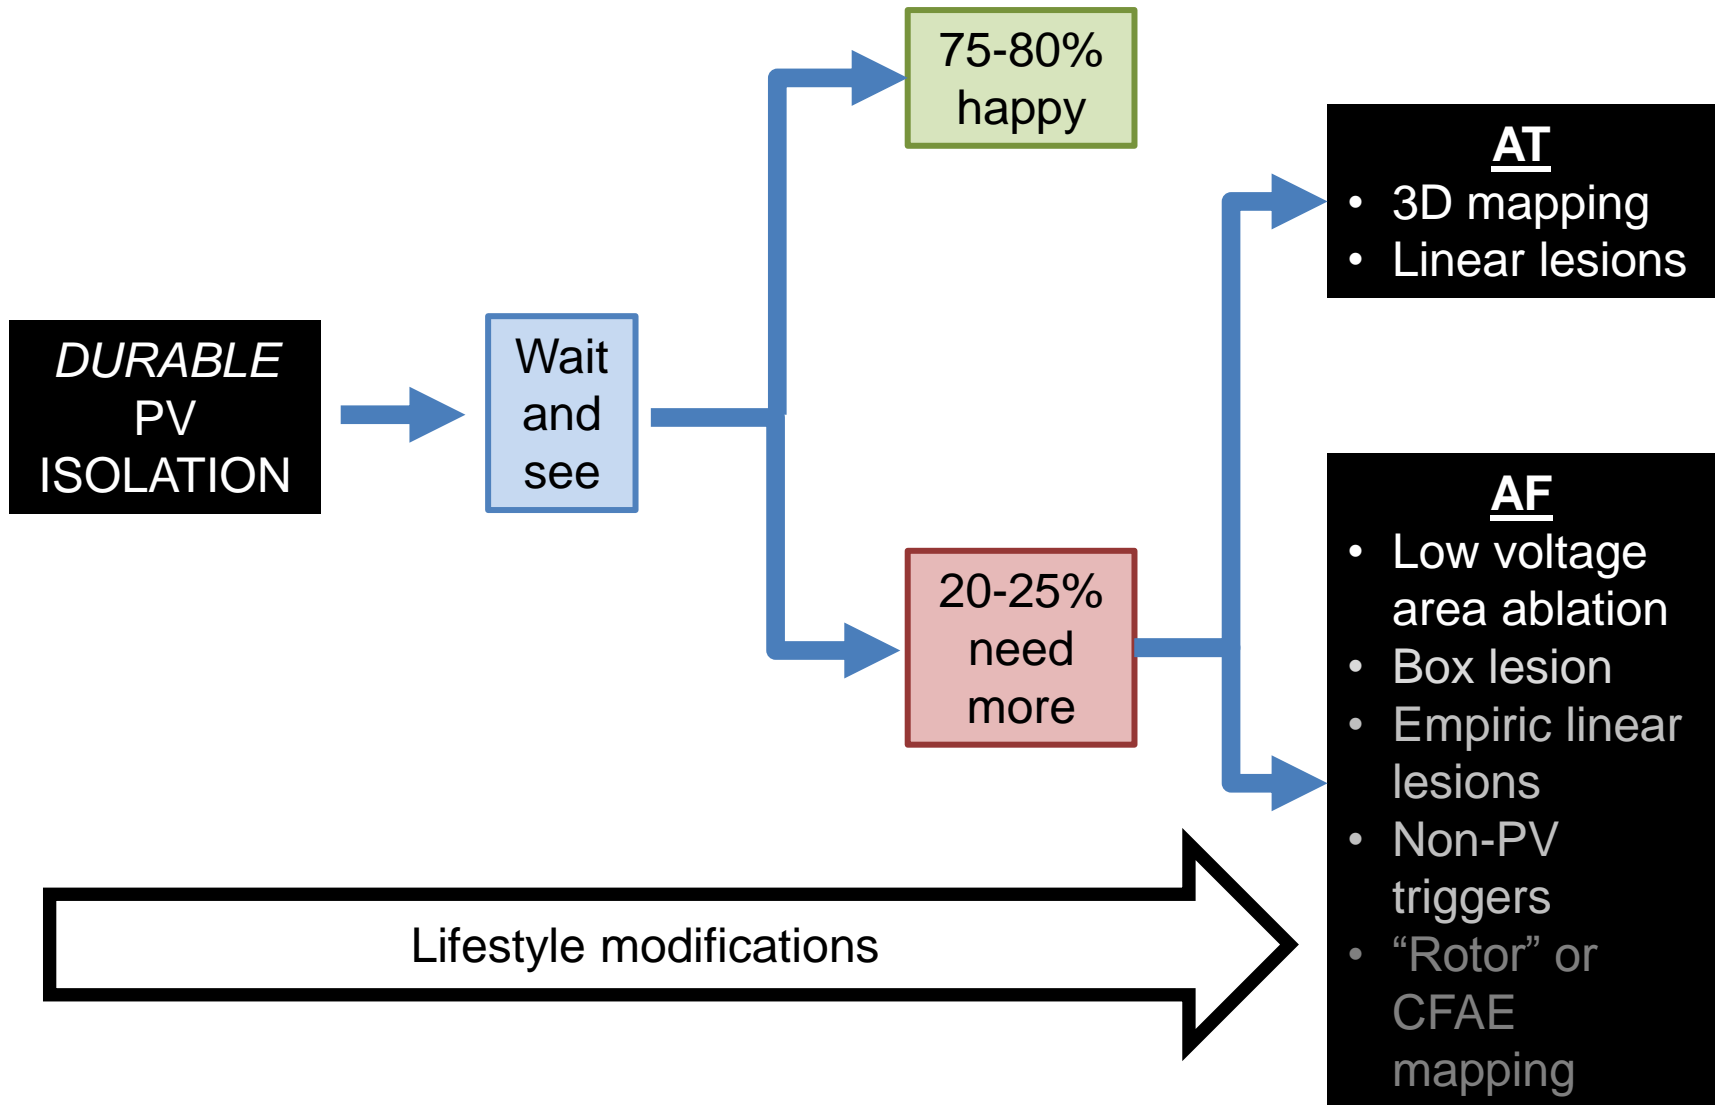 DURABLE
PV
ISOLATION
Wait
and
see
75-80%
happy
20-25%
need
more
AT
• 3D mapping
• Linear lesions
AF
• Low voltage
area ablation
• Box lesion
• Empiric linear
lesions
• Non-PV
triggers
• “Rotor” or
CFAE
mapping
Lifestyle modifications